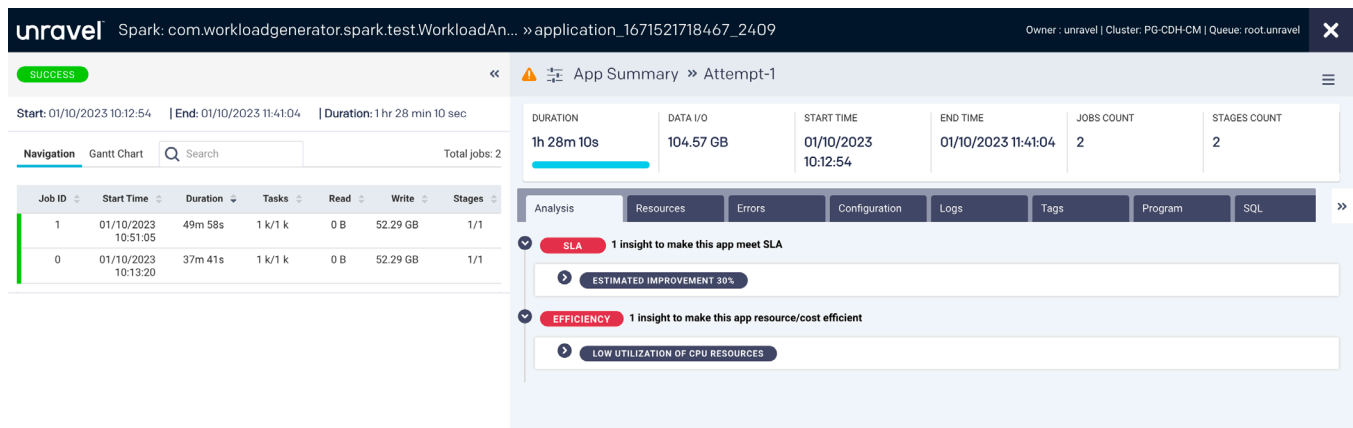 unravel Spark: com.workloadgenerator.spark.test.WorkloadAn... » application_1671521718467_2409 Owner : unravel | Cluster: PG-CDH-CM | Queue: root.unravel
SUCCESS
Start: 01/10/2023 10:12:54 | End: 01/10/2023 11:41:04 | Duration: 1 hr 28 min 10 sec
Navigation Gantt Chart Search Total jobs: 2
Job ID Start Time Duration Tasks Read Write Stages
1 01/10/2023 49m 58s 1 k/1 k 0 B 52.29 GB 1/1
10:51:05
0 01/10/2023 37m 41s 1 k/1 k 0 B 52.29 GB 1/1
10:13:20
App Summary » Attempt-1
DURATION DATA I/O START TIME END TIME JOBS COUNT STAGES COUNT
1h 28m 10s 104.57 GB 01/10/2023 01/10/2023 11:41:04 2 2
10:12:54
Analysis Resources Errors Configuration Logs Tags Program SQL
SLA 1 insight to make this app meet SLA
ESTIMATED IMPROVEMENT 30%
EFFICIENCY 1 insight to make this app resource/cost efficient
LOW UTILIZATION OF CPU RESOURCES